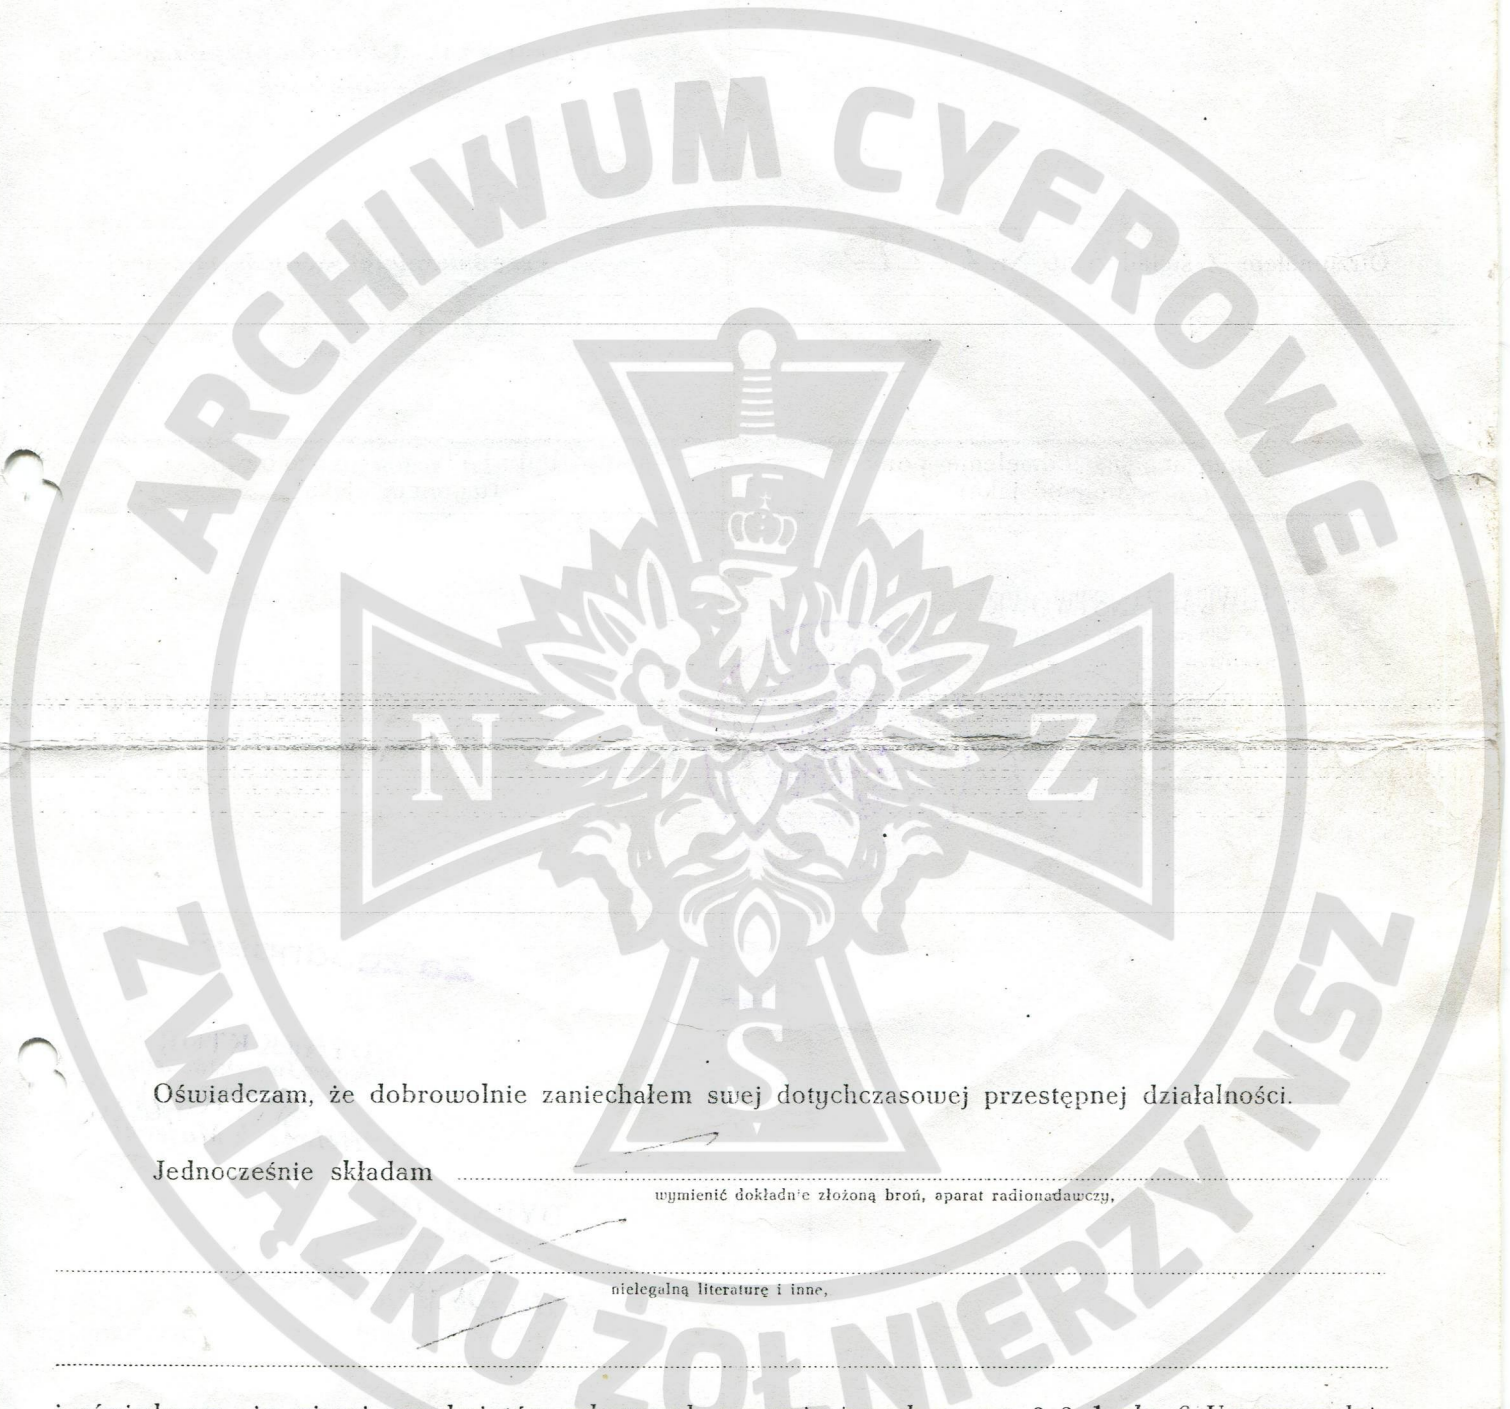 ARCHIWUM CYFROWE
N Z
S
Oświadczam, że dobrowolnie zaniechałem swej dotychczasowej przestępnej działalności.
Jednocześnie składam
wymienić dokładnie złożoną broń, aparat radionadawczy,
nielegalną literaturę i inne,
ZWIĄZKU ŻOŁNIERZY NSZ